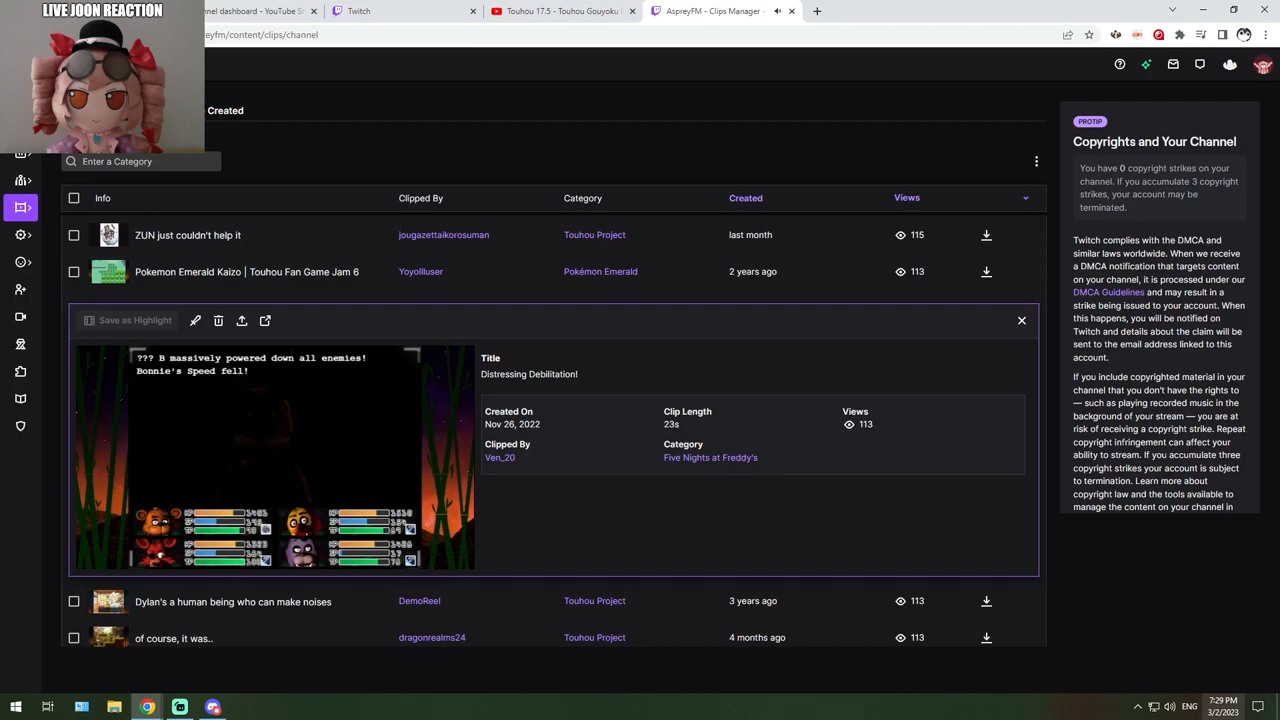 LIVE JOON REACTION
nnel dashboard - YouTube S
Twitch
Touhou 17.5 - Touhou Gouyoku
AspreyFM - Clips Manager -
eyfm/content/clips/channel
Created
Enter a Category
Info
Clipped By
Category
Created
Views
ZUN just couldn't help it
jougazettaikorosuman
Touhou Project
last month
115
Pokemon Emerald Kaizo | Touhou Fan Game Jam 6
YoyoIIuser
Pokémon Emerald
2 years ago
113
Save as Highlight
??? B massively powered down all enemies!
Bonnie's Speed fell!
Title
Distressing Debilitation!
Created On
Nov 26, 2022
Clip Length
23s
Views
113
Clipped By
Ven_20
Category
Five Nights at Freddy's
Dylan's a human being who can make noises
DemoReel
Touhou Project
3 years ago
113
of course, it was..
dragonrealms24
Touhou Project
4 months ago
113
PROTIP
Copyrights and Your Channel
You have 0 copyright strikes on your
channel. If you accumulate 3 copyright
strikes, your account may be
terminated.
Twitch complies with the DMCA and
similar laws worldwide. When we receive
a DMCA notification that targets content
on your channel, it is processed under our
DMCA Guidelines and may result in a
strike being issued to your account. When
this happens, you will be notified on
Twitch and details about the claim will be
sent to the email address linked to this
account.
If you include copyrighted material in your
channel that you don't have the rights to
— such as playing recorded music in the
background of your stream — you are at
risk of receiving a copyright strike. Repeat
copyright infringement can affect your
ability to stream. If you accumulate three
copyright strikes your account is subject
to termination. Learn more about
copyright law and the tools available to
manage the content on your channel in
ENG
7:29 PM
3/2/2023